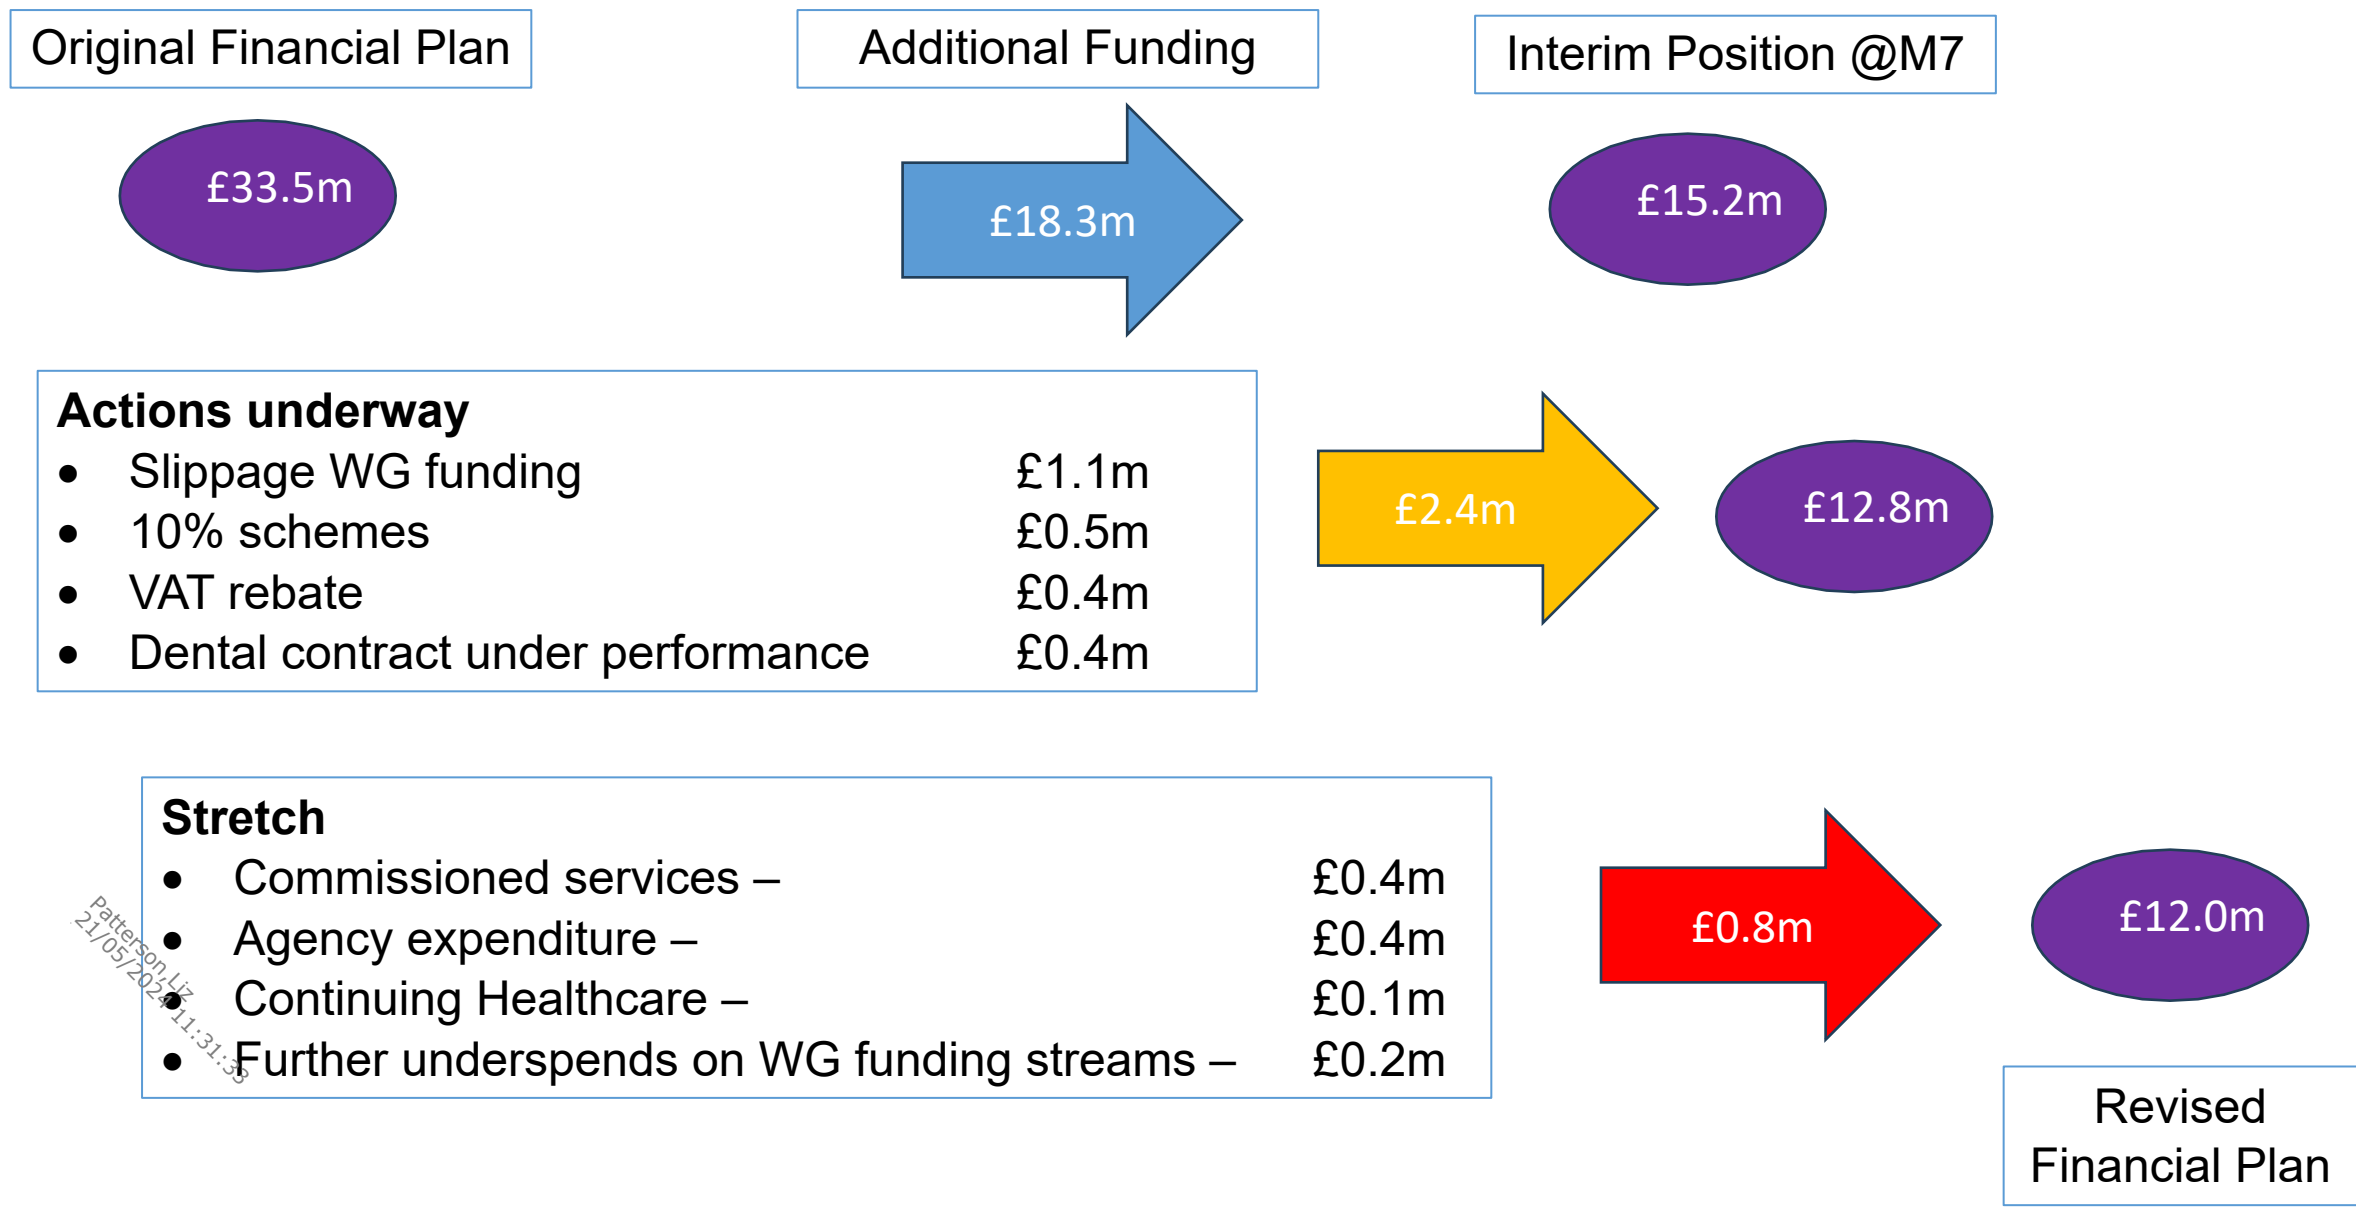 Original Financial Plan
Additional Funding
Interim Position @M7
£33.5m
£18.3m
£15.2m
Actions underway
• Slippage WG funding £1.1m
• 10% schemes £0.5m
• VAT rebate £0.4m
• Dental contract under performance £0.4m
£2.4m
£12.8m
Stretch
• Commissioned services – £0.4m
• Agency expenditure – £0.4m
• Continuing Healthcare – £0.1m
• Further underspends on WG funding streams – £0.2m
£0.8m
£12.0m
Revised
Financial Plan
Patterson,Liz
21/05/2024 11:31:33